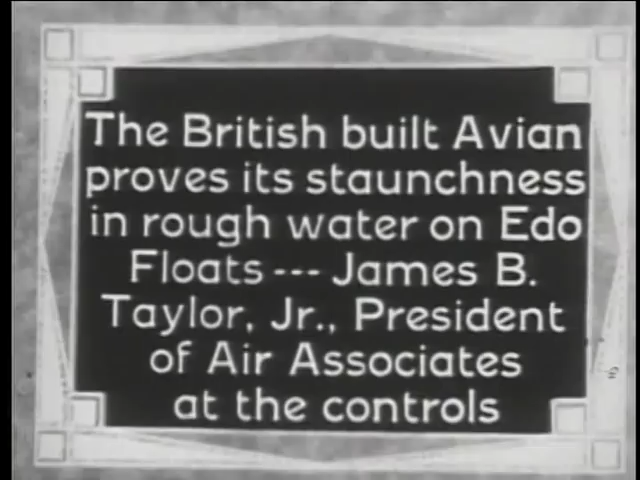 The British built Avian
proves its staunchness
in rough water on Edo
Floats --- James B.
Taylor, Jr., President
of Air Associates
at the controls